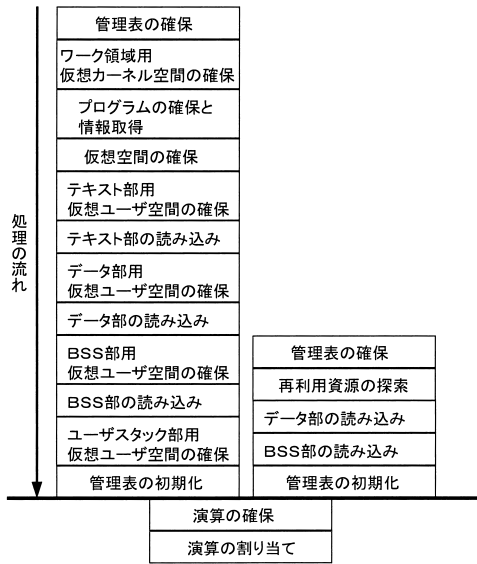 管理表の確保
ワーク領域用
仮想カーネル空間の確保
プログラムの確保と
情報取得
仮想空間の確保
テキスト部用
仮想ユーザ空間の確保
テキスト部の読み込み
データ部用
仮想ユーザ空間の確保
データ部の読み込み
BSS部用
仮想ユーザ空間の確保
BSS部の読み込み
ユーザスタック部用
仮想ユーザ空間の確保
管理表の初期化
処理の流れ
管理表の確保
再利用資源の探索
データ部の読み込み
BSS部の読み込み
管理表の初期化
演算の確保
演算の割り当て